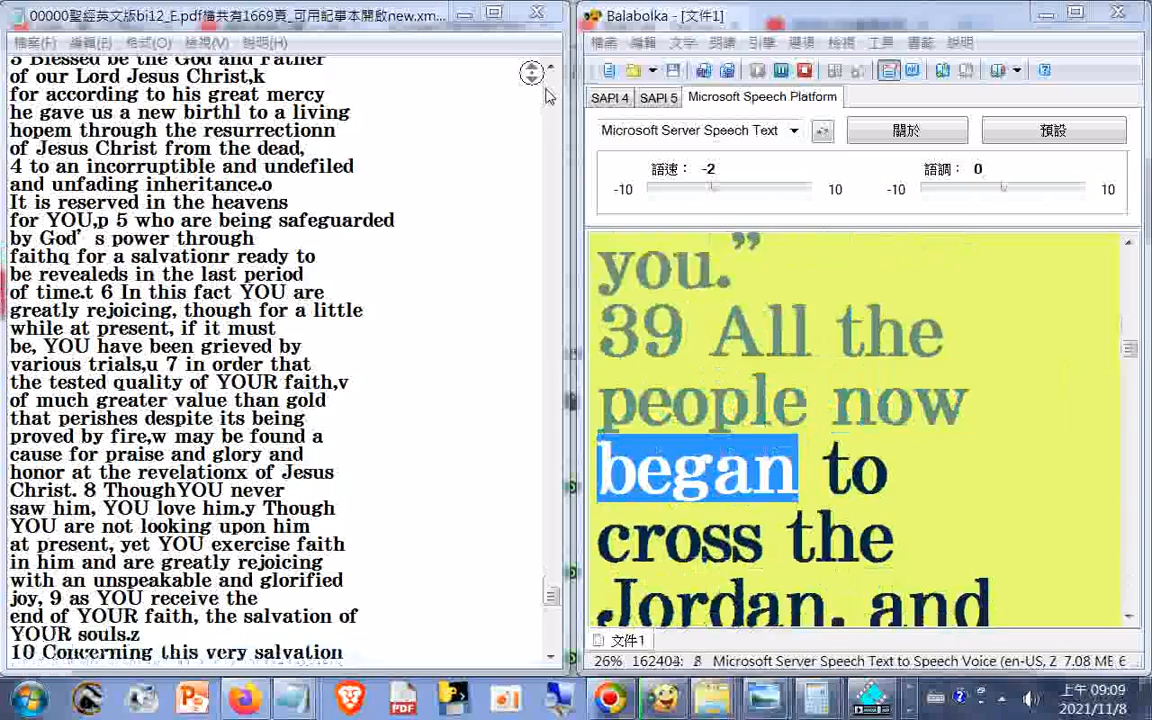 00000聖經英文版bi12_E.pdf檔共有1669頁_可用記事本開啟new.xm...
檔案(F) 編輯(E) 格式(O) 檢視(V) 說明(H)
3 Blessed be the God and Father
of our Lord Jesus Christ,k
for according to his great mercy
he gave us a new birthl to a living
hopem through the resurrectionn
of Jesus Christ from the dead,
4 to an incorruptible and undefiled
and unfading inheritance.o
It is reserved in the heavens
for YOU,p 5 who are being safeguarded
by God’s power through
faithq for a salvationr ready to
be revealeds in the last period
of time.t 6 In this fact YOU are
greatly rejoicing, though for a little
while at present, if it must
be, YOU have been grieved by
various trials,u 7 in order that
the tested quality of YOUR faith,v
of much greater value than gold
that perishes despite its being
proved by fire,w may be found a
cause for praise and glory and
honor at the revelationx of Jesus
Christ. 8 ThoughYOU never
saw him, YOU love him.y Though
YOU are not looking upon him
at present, yet YOU exercise faith
in him and are greatly rejoicing
with an unspeakable and glorified
joy, 9 as YOU receive the
end of YOUR faith, the salvation of
YOUR souls.z
10 Concerning this very salvation
Balabolka - [文件1]
檔案 編輯 文字 朗讀 引擎 選項 檢視 工具 書籤 說明
SAPI 4 SAPI 5 Microsoft Speech Platform
Microsoft Server Speech Text 關於 預設
語速： -2 語調： 0
-10 10 -10 10
you.”
39 All the
people now
began to
cross the
Jordan, and
文件1
26% 162404: Microsoft Server Speech Text to Speech Voice (en-US, Z 7.08 MB 6
上午 09:09
2021/11/8